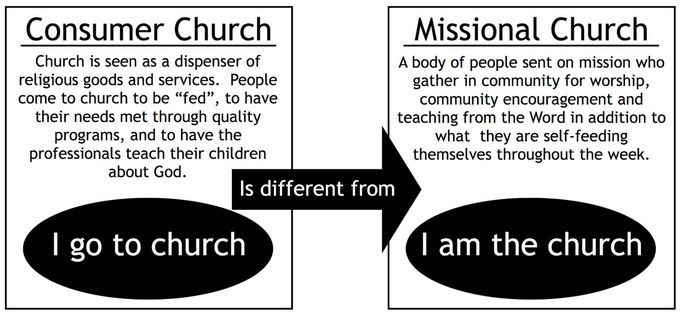 Consumer Church
Church is seen as a dispenser of
religious goods and services.  People
come to church to be “fed”, to have
their needs met through quality
programs, and to have the
professionals teach their children
about God.
I go to church
Is different from
Missional Church
A body of people sent on mission who
gather in community for worship,
community encouragement and
teaching from the Word in addition to
what  they are self-feeding
themselves throughout the week.
I am the church